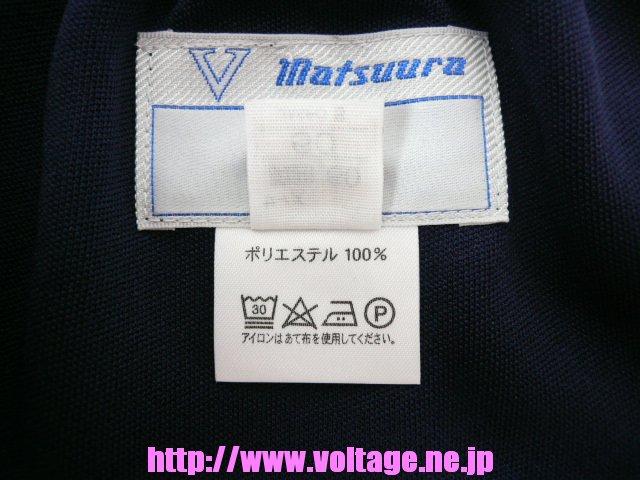 V Matsuura
ポリエステル 100%
30 P
アイロンはあて布を使用してください。
http://www.voltage.ne.jp